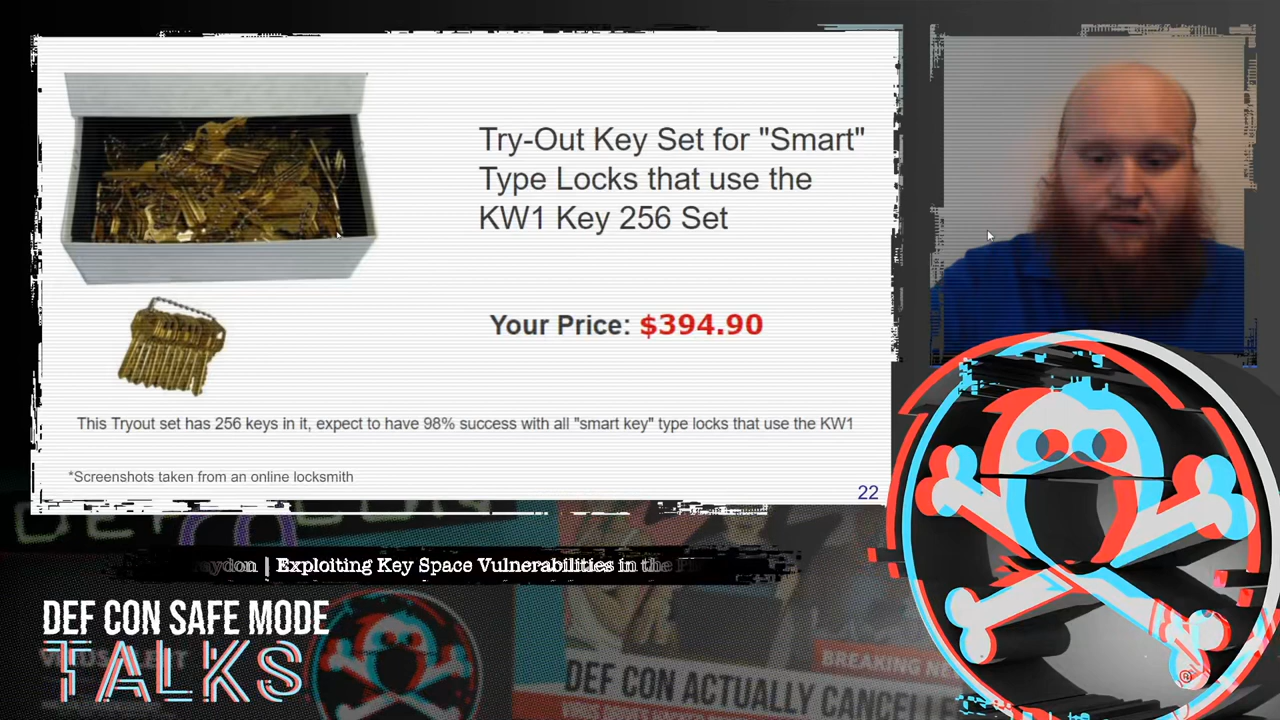 Try-Out Key Set for "Smart"
Type Locks that use the
KW1 Key 256 Set
Your Price: $394.90
This Tryout set has 256 keys in it, expect to have 98% success with all "smart key" type locks that use the KW1
*Screenshots taken from an online locksmith
22
DEF CON
eydon | Exploiting Key Space Vulnerabilities in the
DEF CON SAFE MODE
TALKS
BREAKING NE
DEF CON ACTUALLY CANCELLE
®